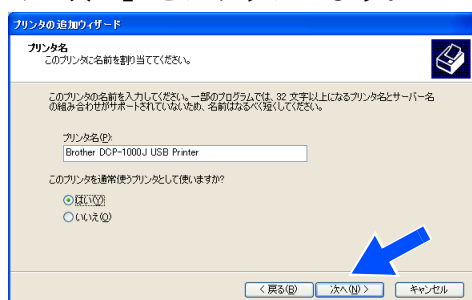 プリンタの追加ウィザード
プリンタ名
このプリンタに名前を割り当ててください。
このプリンタの名前を入力してください。一部のプログラムでは、32 文字以上になるプリンタ名とサーバー名
の組み合わせがサポートされていないため、名前はなるべく短くしてください。
プリンタ名(P):
Brother DCP-1000J USB Printer
このプリンタを通常使うプリンタとして使いますか?
はい(Y)
いいえ(O)
< 戻る(B)
次へ(N) >
キャンセル